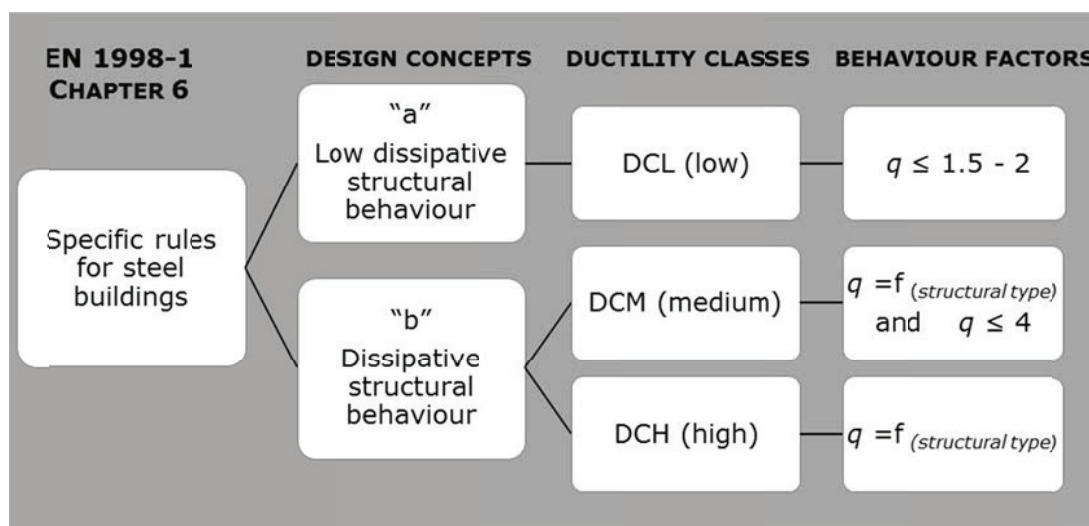 EN 1998-1
CHAPTER 6
DESIGN CONCEPTS
DUCTILITY CLASSES
BEHAVIOUR FACTORS
Specific rules
for steel
buildings
"a"
Low dissipative
structural
behaviour
DCL (low)
q ≤ 1.5 - 2
"b"
Dissipative
structural
behaviour
DCM (medium)
q =f (structural type)
and q ≤ 4
DCH (high)
q =f (structural type)